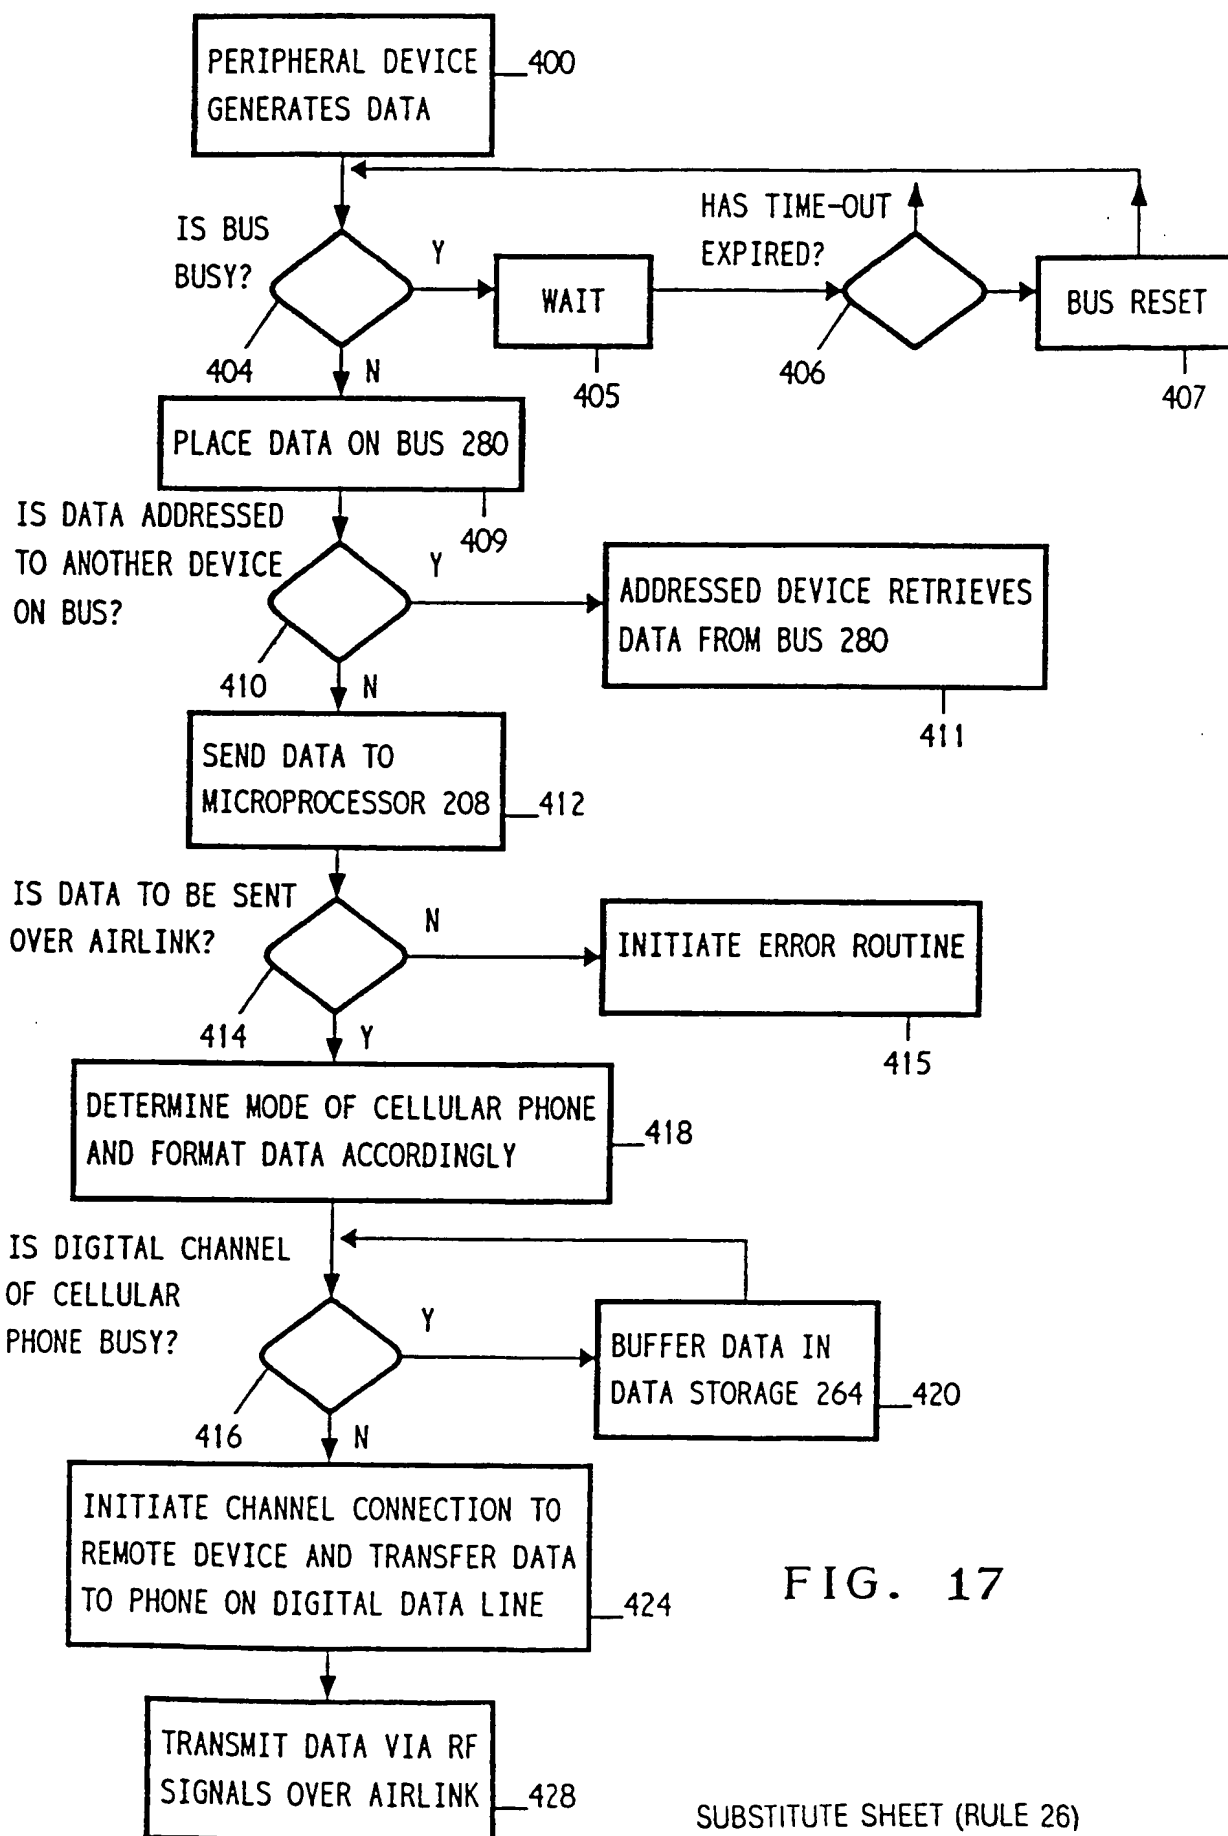 PERIPHERAL DEVICE
GENERATES DATA
400
IS BUS
BUSY?
Y
404
N
WAIT
405
HAS TIME-OUT
EXPIRED?
406
BUS RESET
407
PLACE DATA ON BUS 280
409
IS DATA ADDRESSED
TO ANOTHER DEVICE
ON BUS?
Y
410
N
ADDRESSED DEVICE RETRIEVES
DATA FROM BUS 280
411
SEND DATA TO
MICROPROCESSOR 208
412
IS DATA TO BE SENT
OVER AIRLINK?
N
414
Y
INITIATE ERROR ROUTINE
415
DETERMINE MODE OF CELLULAR PHONE
AND FORMAT DATA ACCORDINGLY
418
IS DIGITAL CHANNEL
OF CELLULAR
PHONE BUSY?
Y
416
N
BUFFER DATA IN
DATA STORAGE 264
420
INITIATE CHANNEL CONNECTION TO
REMOTE DEVICE AND TRANSFER DATA
TO PHONE ON DIGITAL DATA LINE
424
FIG. 17
TRANSMIT DATA VIA RF
SIGNALS OVER AIRLINK
428
SUBSTITUTE SHEET (RULE 26)